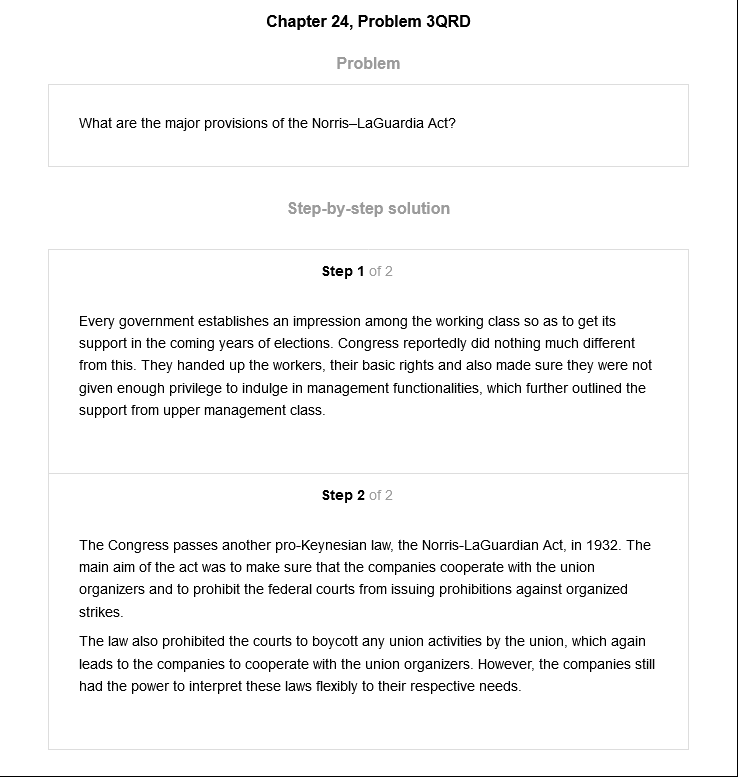 Chapter 24, Problem 3QRD
Problem
What are the major provisions of the Norris–LaGuardia Act?
Step-by-step solution
Step 1 of 2
Every government establishes an impression among the working class so as to get its
support in the coming years of elections. Congress reportedly did nothing much different
from this. They handed up the workers, their basic rights and also made sure they were not
given enough privilege to indulge in management functionalities, which further outlined the
support from upper management class.
Step 2 of 2
The Congress passes another pro-Keynesian law, the Norris-LaGuardian Act, in 1932. The
main aim of the act was to make sure that the companies cooperate with the union
organizers and to prohibit the federal courts from issuing prohibitions against organized
strikes.
The law also prohibited the courts to boycott any union activities by the union, which again
leads to the companies to cooperate with the union organizers. However, the companies still
had the power to interpret these laws flexibly to their respective needs.